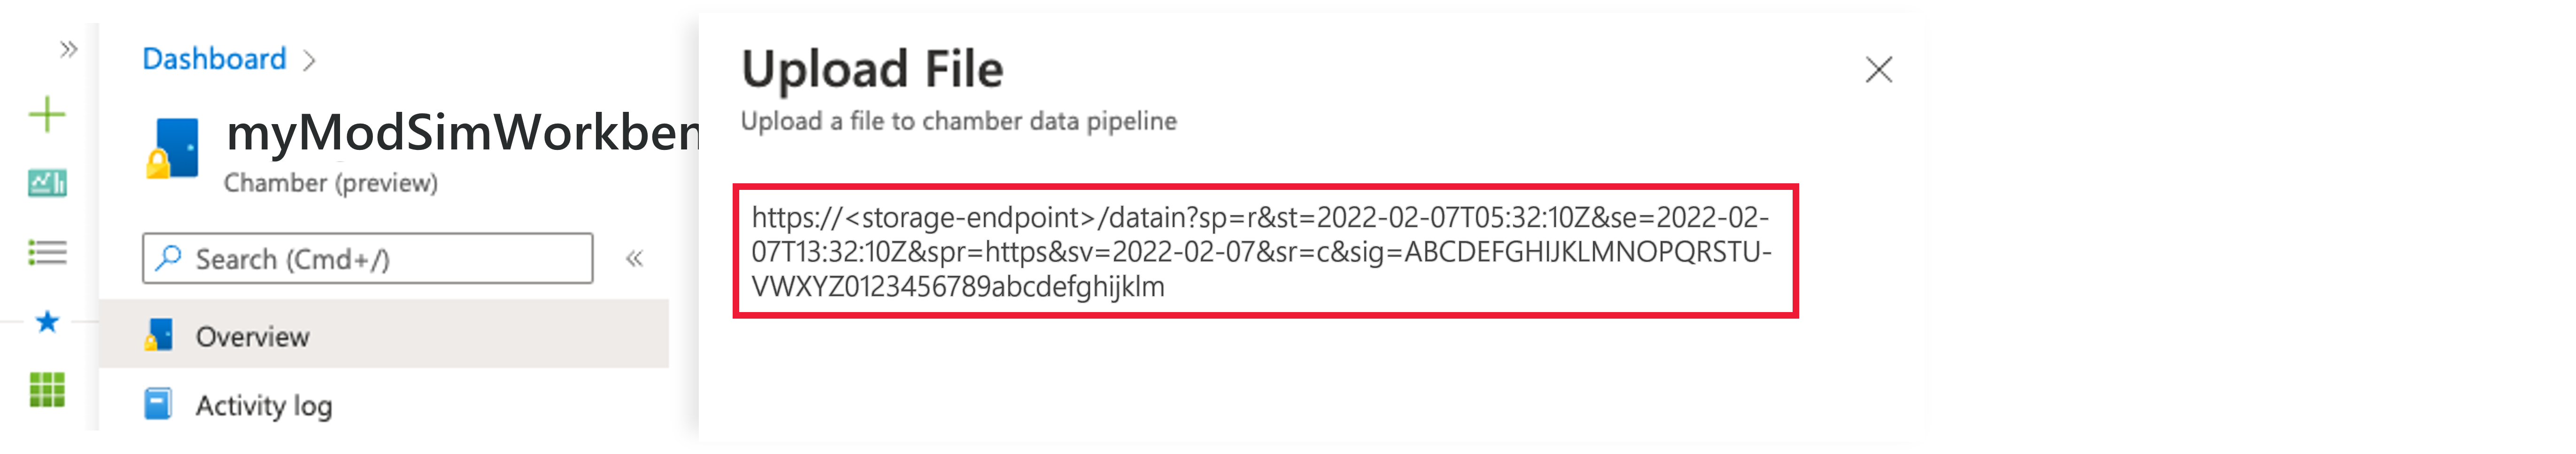 Dashboard
myModSimWorkben
Chamber (preview)
Search (Cmd+/)
Overview
Activity log
Upload File
Upload a file to chamber data pipeline
https://<storage-endpoint>/datain?sp=r&st=2022-02-07T05:32:10Z&se=2022-02-
07T13:32:10Z&spr=https&sv=2022-02-07&sr=c&sig=ABCDEFGHIJKLMNOPQRSTU-
VWXYZ0123456789abcdefghijklm